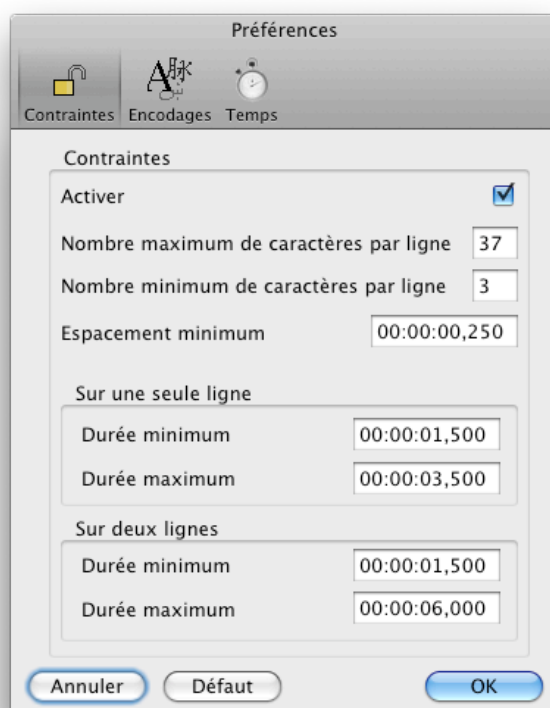 Préférences
Contraintes Encodages Temps
Contraintes
Activer
Nombre maximum de caractères par ligne 37
Nombre minimum de caractères par ligne 3
Espacement minimum 00:00:00,250
Sur une seule ligne
Durée minimum 00:00:01,500
Durée maximum 00:00:03,500
Sur deux lignes
Durée minimum 00:00:01,500
Durée maximum 00:00:06,000
Annuler Défaut OK